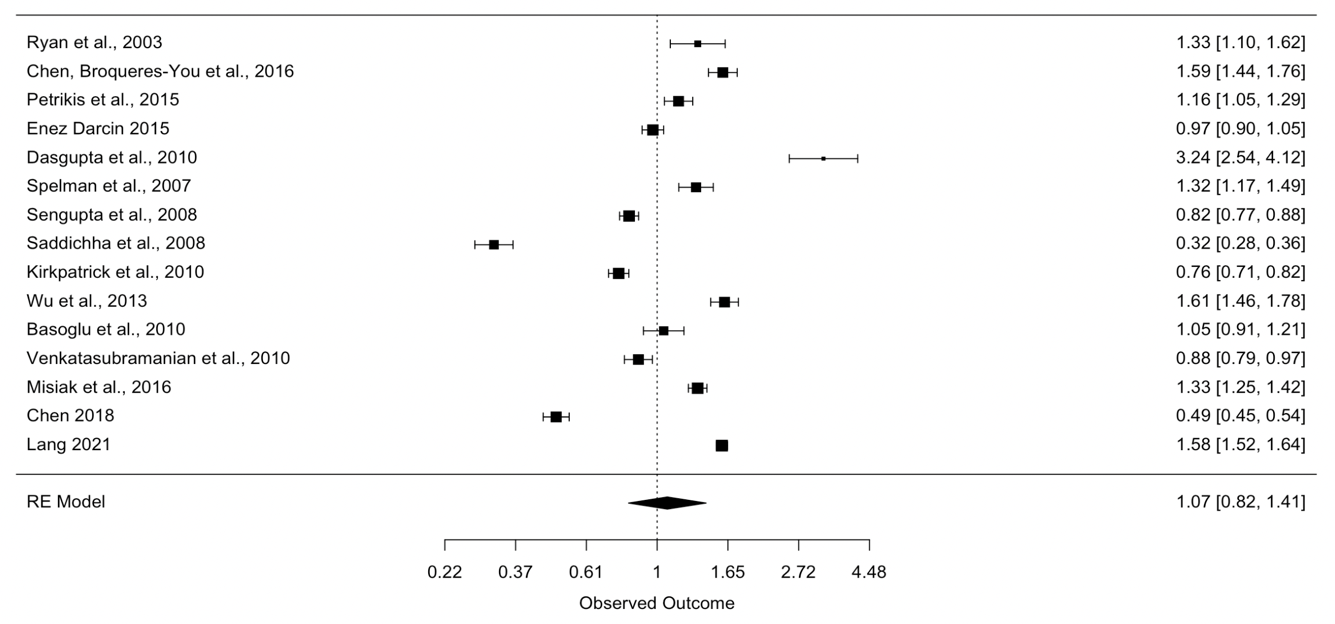 Ryan et al., 2003 1.33 [1.10, 1.62]
Chen, Broqueres-You et al., 2016 1.59 [1.44, 1.76]
Petrikis et al., 2015 1.16 [1.05, 1.29]
Enez Darcin 2015 0.97 [0.90, 1.05]
Dasgupta et al., 2010 3.24 [2.54, 4.12]
Spelman et al., 2007 1.32 [1.17, 1.49]
Sengupta et al., 2008 0.82 [0.77, 0.88]
Saddichha et al., 2008 0.32 [0.28, 0.36]
Kirkpatrick et al., 2010 0.76 [0.71, 0.82]
Wu et al., 2013 1.61 [1.46, 1.78]
Basoglu et al., 2010 1.05 [0.91, 1.21]
Venkatasubramanian et al., 2010 0.88 [0.79, 0.97]
Misiak et al., 2016 1.33 [1.25, 1.42]
Chen 2018 0.49 [0.45, 0.54]
Lang 2021 1.58 [1.52, 1.64]
RE Model 1.07 [0.82, 1.41]
0.22 0.37 0.61 1 1.65 2.72 4.48
Observed Outcome